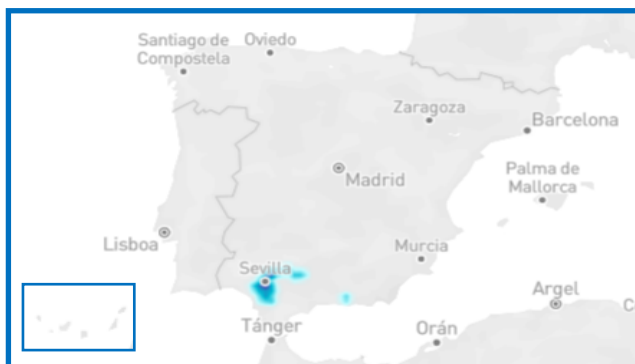 Santiago de
Compostela
Oviedo
Zaragoza
Barcelona
Madrid
Palma de
Mallorca
Lisboa
Murcia
Sevilla
Argel
Tánger
Orán